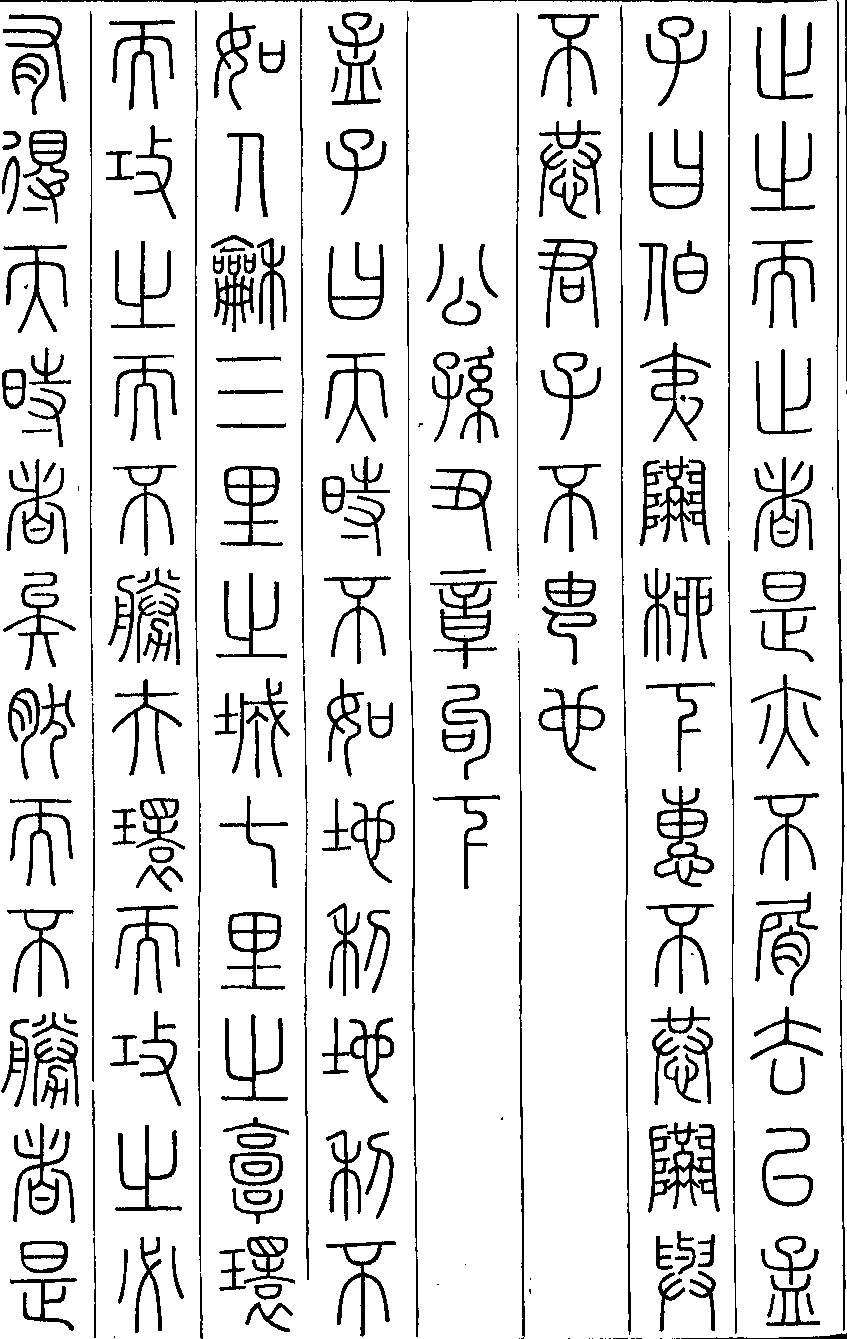 止之而止者是亦不屑去已孟
子曰伯夷隘柳下惠不恭隘與
不恭君子不由也
公孫丑章句下
孟子曰天時不如地利地利不
如人龢三里之城七里之郭環
而攻之而不勝夫環而攻之必
有得天時者矣然而不勝者是